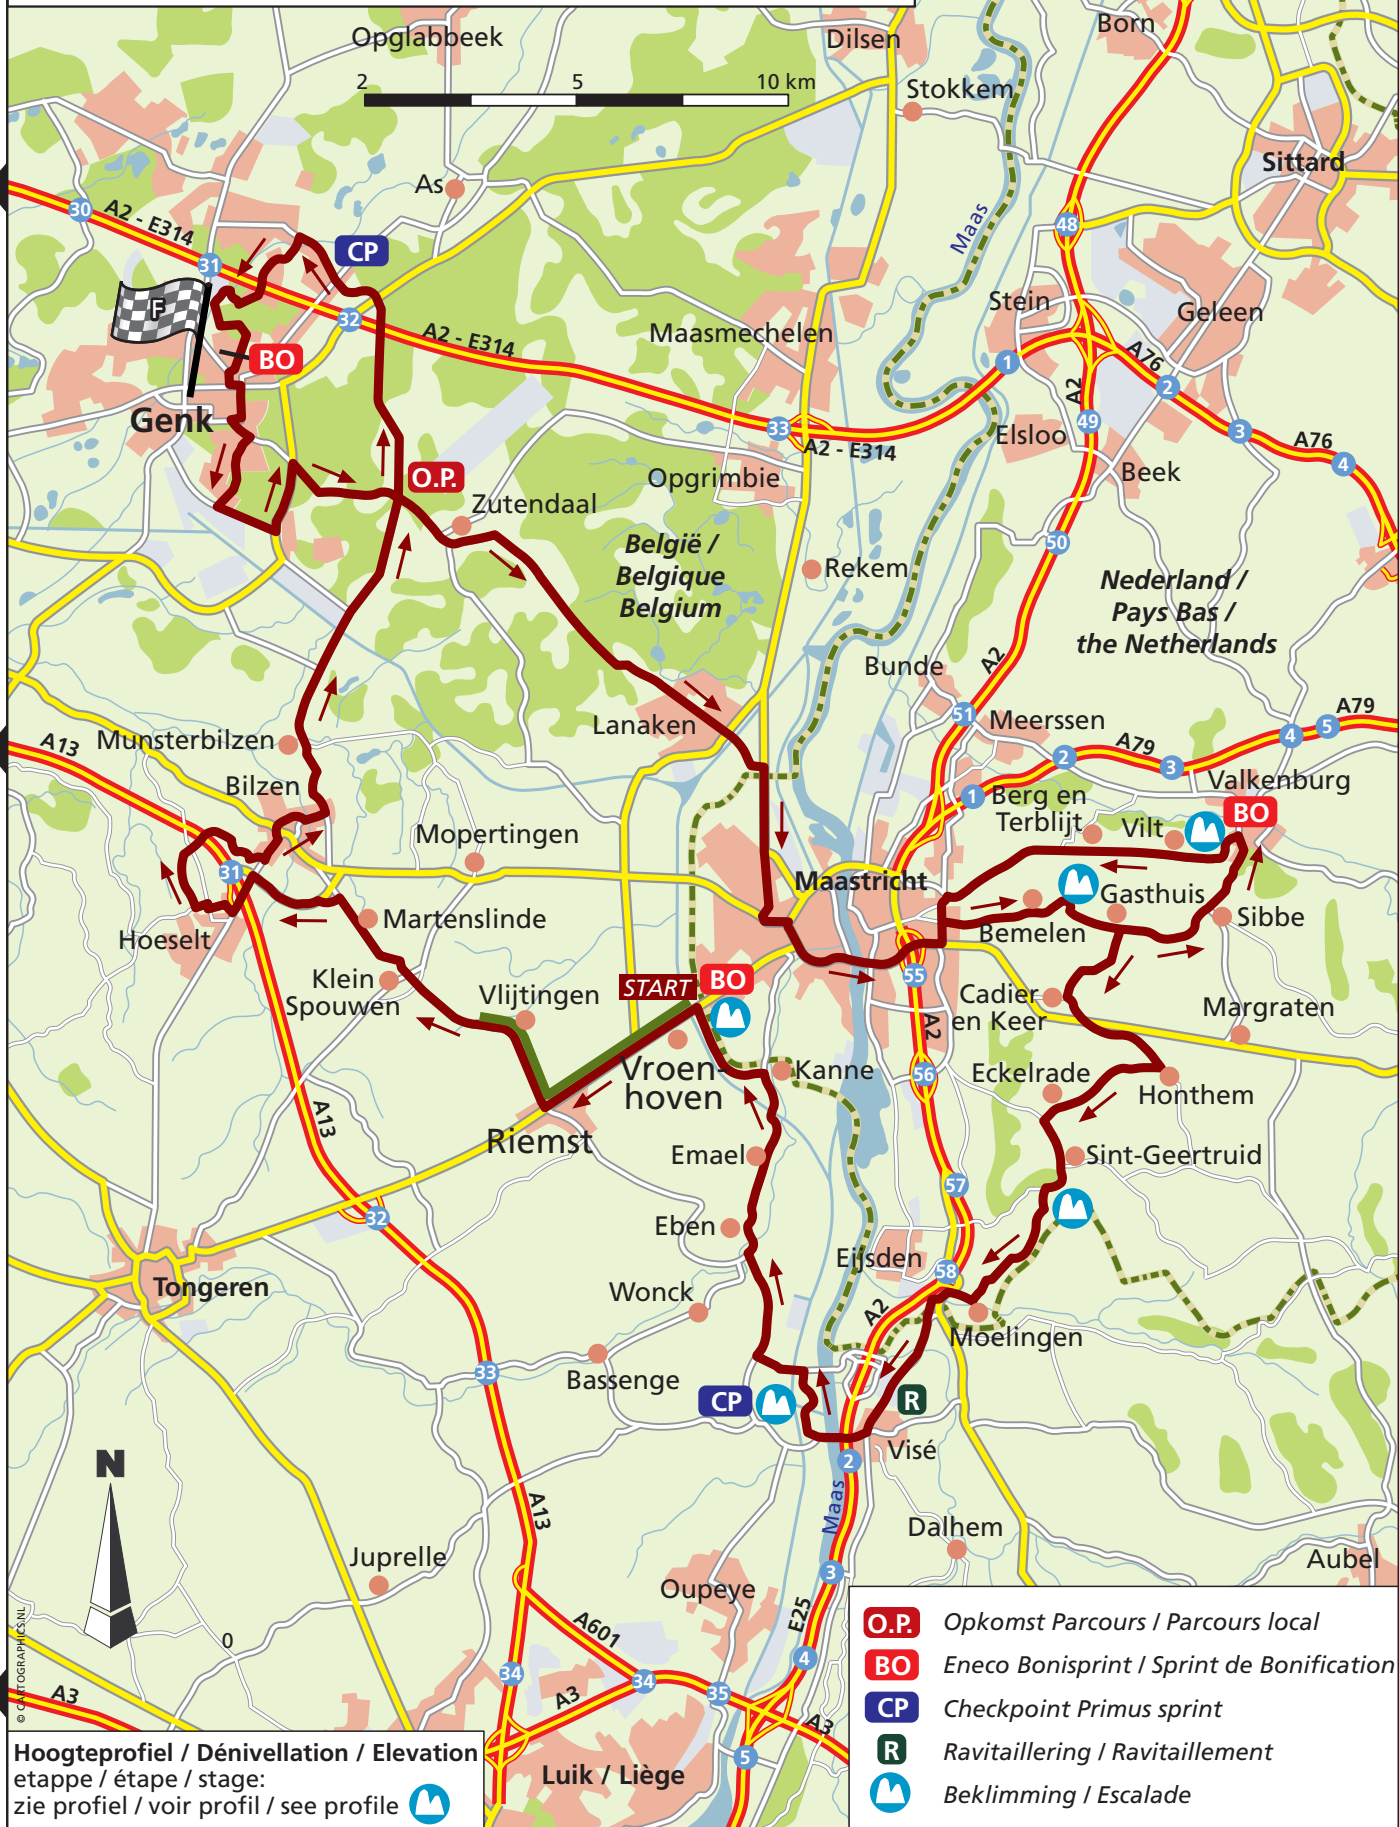 Opglabbeek
Dilsen
Born
2 5 10 km
Stokkem
Sittard
As
30
A2 - E314
Maas
48
CP
31
F
Stein
Geleen
32
A2 - E314
Maasmechelen
BO
1
A76
2
A2
Genk
33
A2 - E314
49
Elsloo
3
A76
4
O.P.
Opgrimbie
Beek
Zutendaal
België /
Belgique
Belgium
50
Rekem
Nederland /
Pays Bas /
the Netherlands
Bunde
A2
Lanaken
51
Meerssen
A79
5
4
A13
Munsterbilzen
2
A79
3
Bilzen
Valkenburg
1
Berg en
Terblijt
Vilt
BO
Mopertingen
31
Maastricht
Gasthuis
Martenslinde
Bemelen
Sibbe
Hoeselt
Klein
Spouwen
Vlijtingen
START
BO
55
Cadier
en Keer
Margraten
A2
Vroen-
hoven
Kanne
56
Eckelrade
Honthem
A13
Riemst
Emael
Sint-Geertruid
57
32
Eben
Eijsden
58
Tongeren
Wonck
A2
Moelingen
33
Bassenge
CP
R
Visé
N
2
A13
Maas
Dalhem
Juprelle
Aubel
Oupeye
3
© CARTOGRAPHICS.NL
0
A601
E25
4
34
34
35
A3
A3
A3
5
Luik / Liège
Hoogteprofiel / Dénivellation / Elevation
etappe / étape / stage:
zie profiel / voir profil / see profile
O.P. Opkomst Parcours / Parcours local
BO Eneco Bonisprint / Sprint de Bonification
CP Checkpoint Primus sprint
R Ravitaillering / Ravitaillement
Beklimming / Escalade